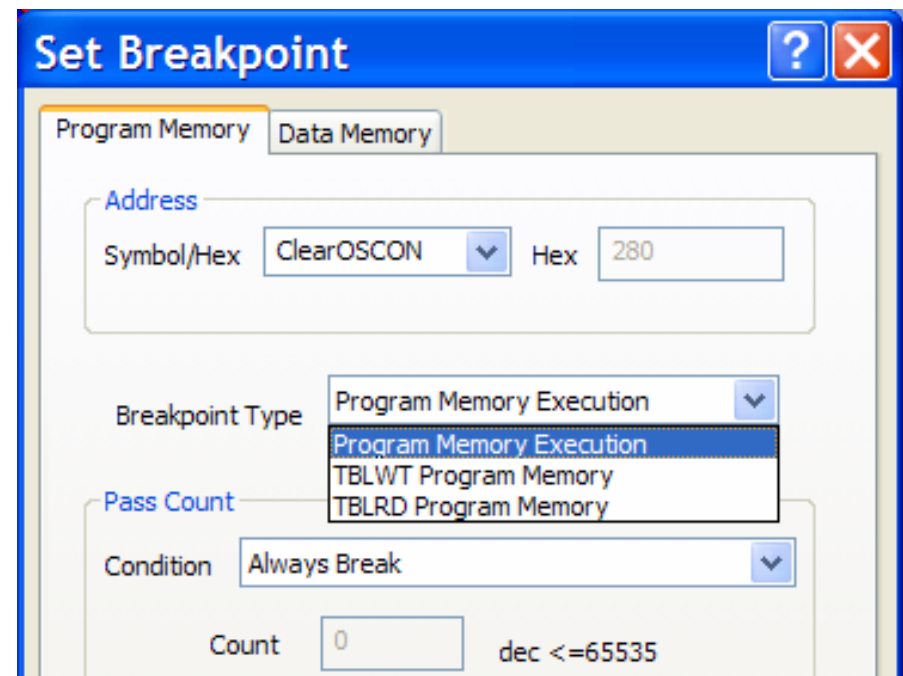 Set Breakpoint
Program Memory Data Memory
Address
Symbol/Hex ClearOSCON Hex 280
Breakpoint Type Program Memory Execution
Program Memory Execution
TBLWT Program Memory
TBLRD Program Memory
Pass Count
Condition Always Break
Count 0 dec <=65535